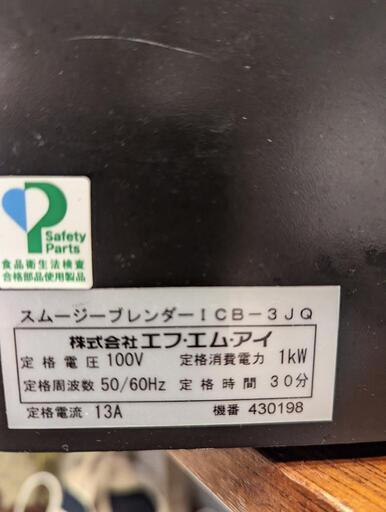 Safety
Parts
食品衛生法検査
合格部品使用製品
スムージーブレンダーICB-3JQ
株式会社エフ・エム・アイ
定格電圧 100V 定格消費電力 1kW
定格周波数 50/60Hz 定格時間 30分
定格電流 13A 機番 430198